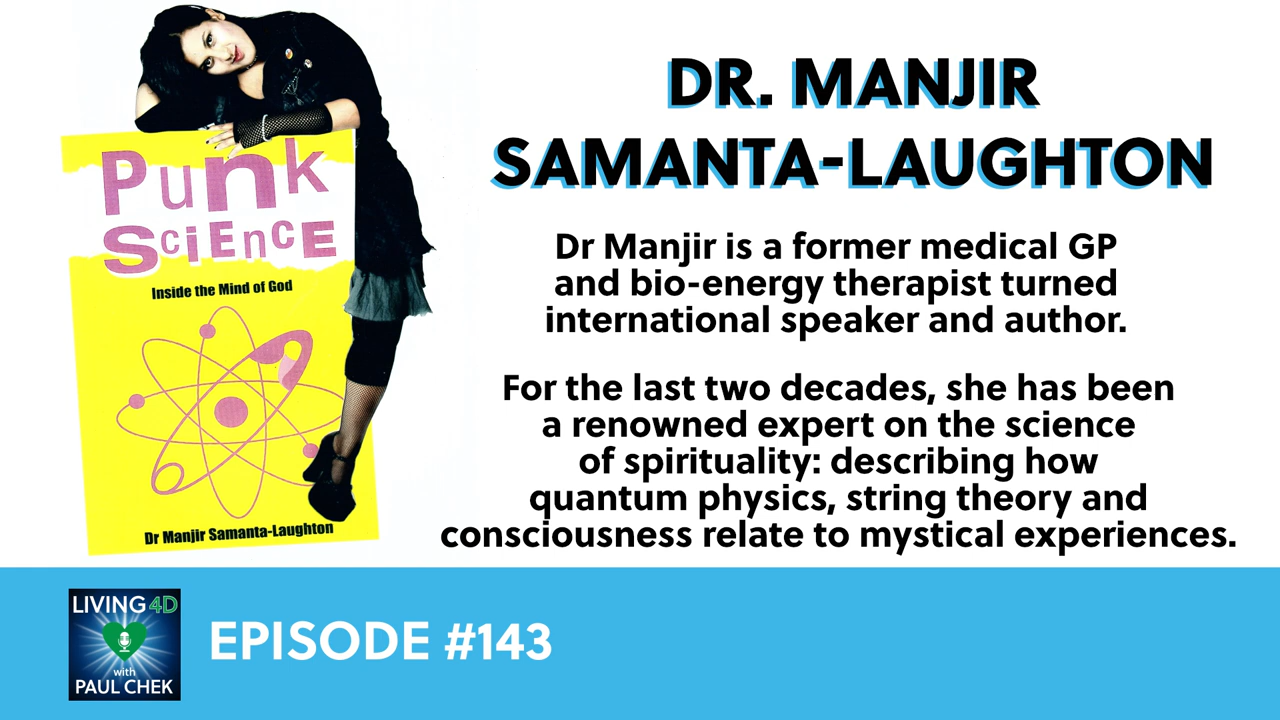 Punk
Science
Inside the Mind of God
Dr Manjir Samanta-Laughton
DR. MANJIR
SAMANTA-LAUGHTON
Dr Manjir is a former medical GP
and bio-energy therapist turned
international speaker and author.
For the last two decades, she has been
a renowned expert on the science
of spirituality: describing how
quantum physics, string theory and
consciousness relate to mystical experiences.
LIVING 4D
with
PAUL CHEK
EPISODE #143